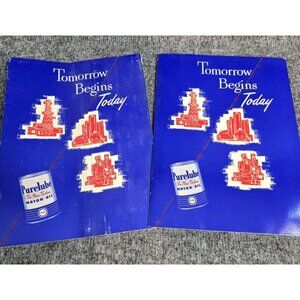 Tomorrow
Begins
Today
Purelube
MOTOR OIL
Tomorrow
Begins
Today
Purelube
MOTOR OIL